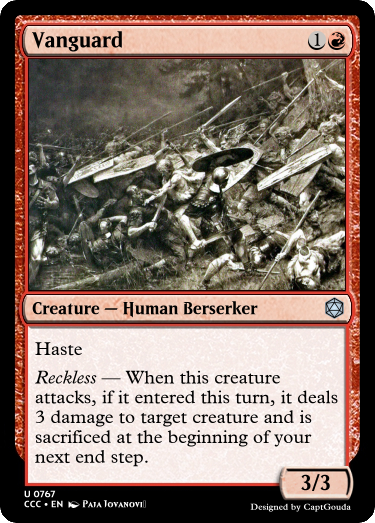 Vanguard 1
Creature — Human Berserker
Haste
Reckless — When this creature
attacks, if it entered this turn, it deals
3 damage to target creature and is
sacrificed at the beginning of your
next end step.
3/3
U 0767
CCC • EN Paja Jovanovi
Designed by CaptGouda